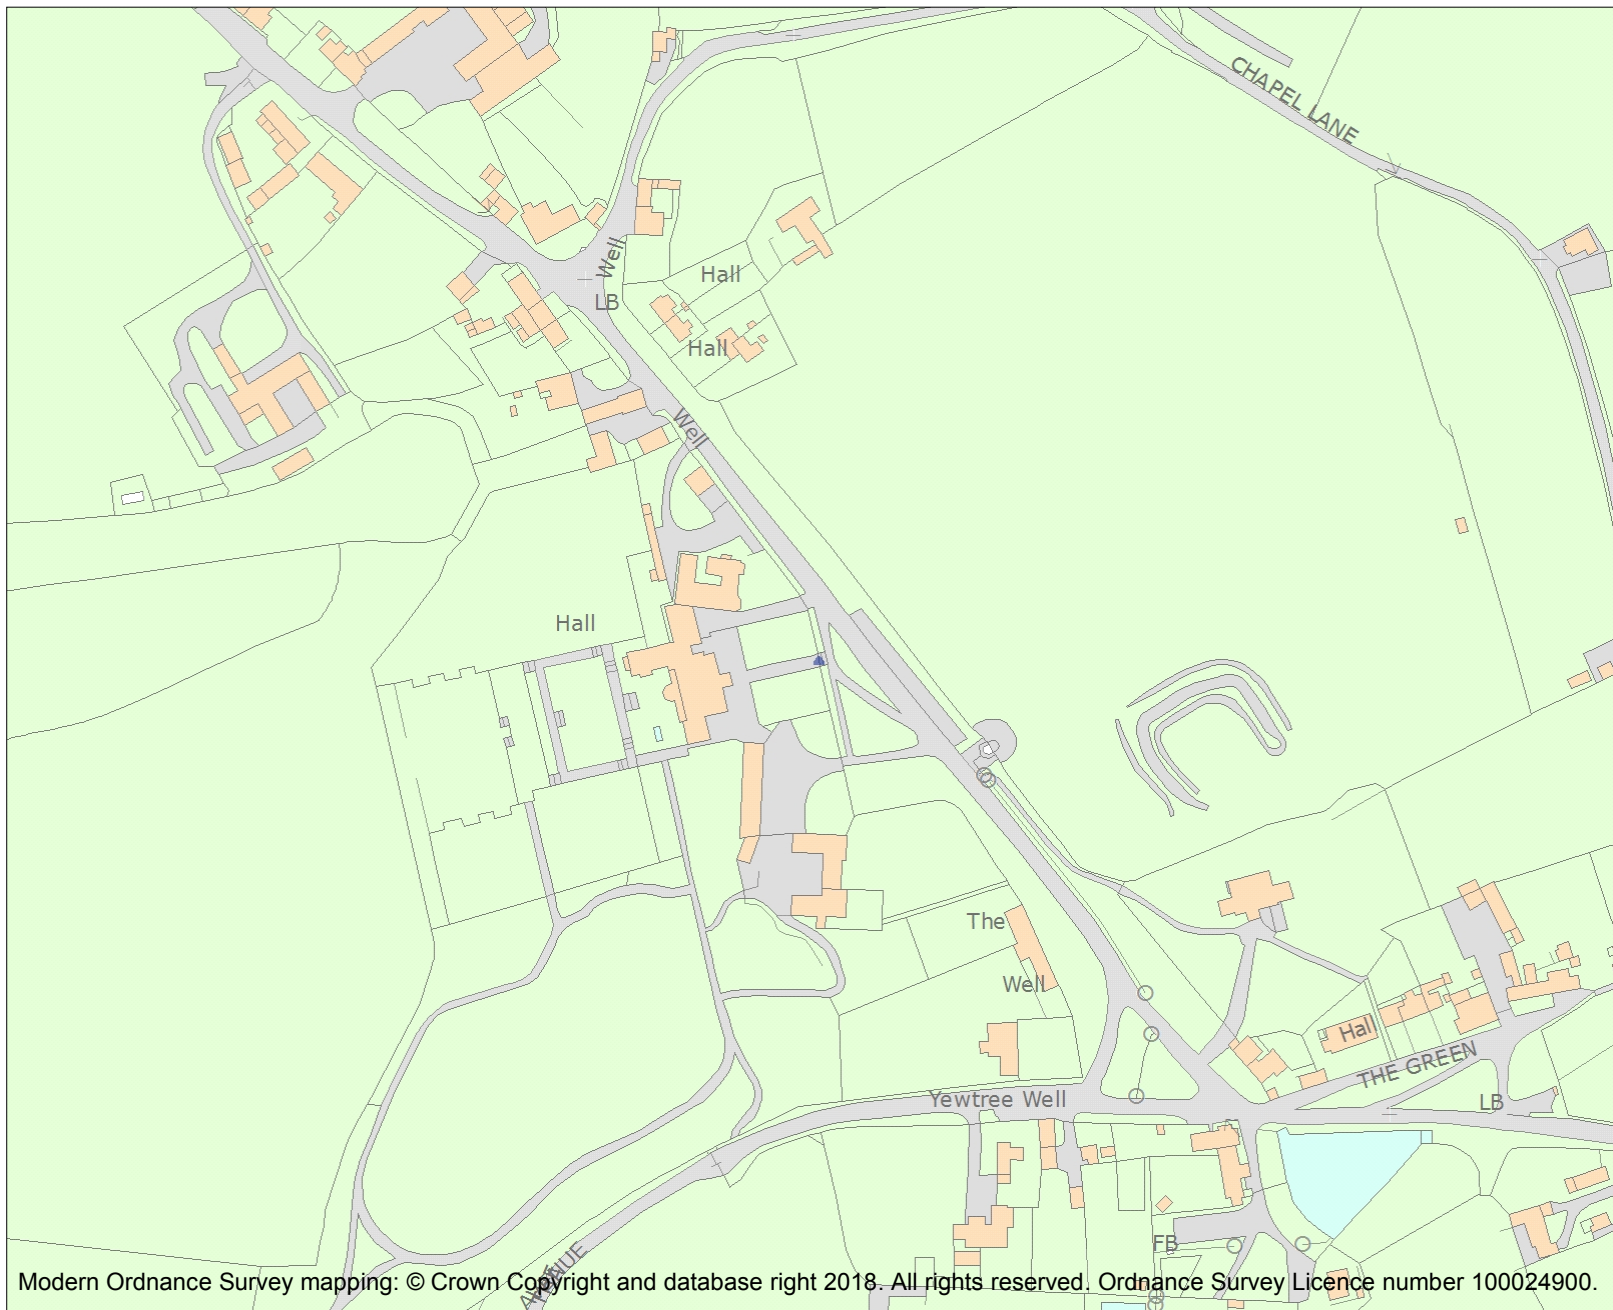 CHAPEL LANE
Well
Hall
LB
Hall
Well
Hall
The
Well
Hall
THE GREEN
Yewtree Well
LB
FB
Modern Ordnance Survey mapping: © Crown Copyright and database right 2018. All rights reserved. Ordnance Survey Licence number 100024900.